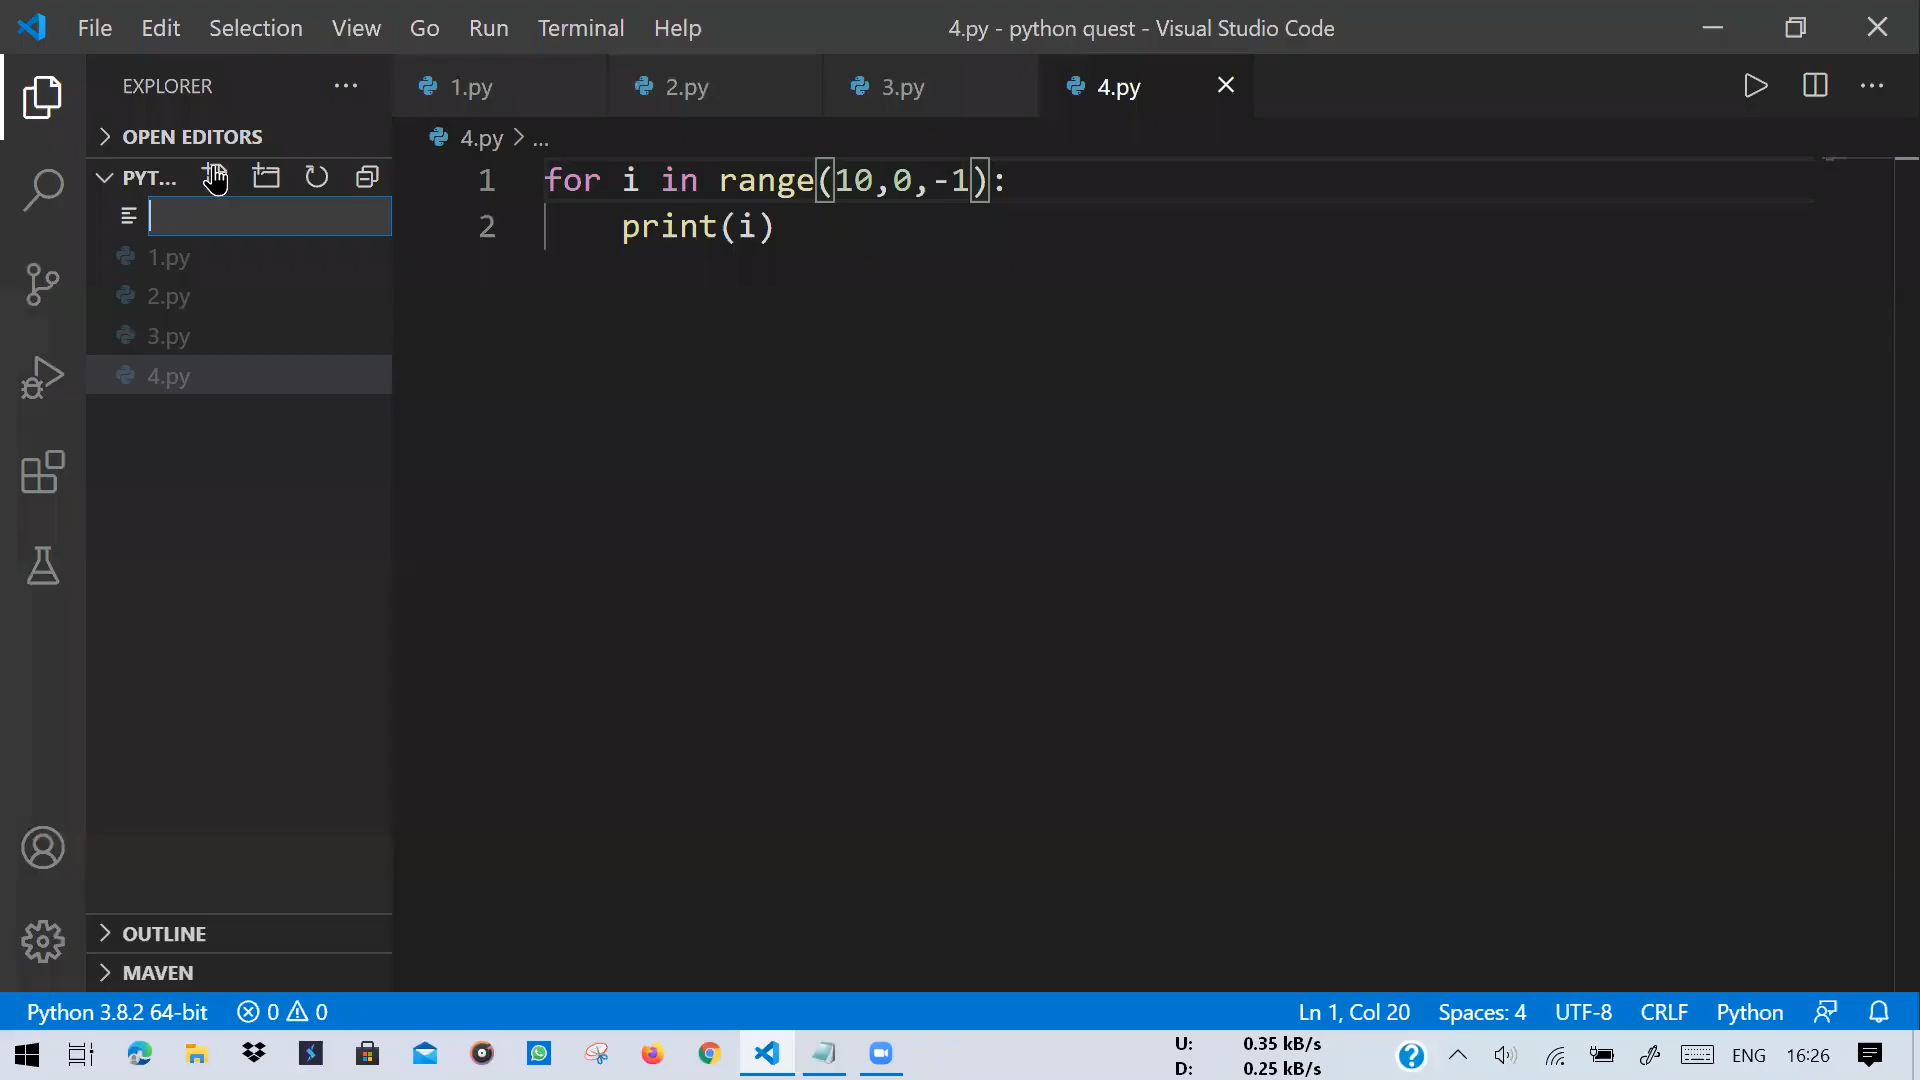 File Edit Selection View Go Run Terminal Help
4.py - python quest - Visual Studio Code
EXPLORER
1.py
2.py
3.py
4.py
OPEN EDITORS
4.py > ...
PYT...
1 for i in range(10,0,-1):
2 print(i)
1.py
2.py
3.py
4.py
OUTLINE
MAVEN
Python 3.8.2 64-bit 0 0
Ln 1, Col 20 Spaces: 4 UTF-8 CRLF Python
U: 0.35 kB/s
D: 0.25 kB/s
ENG 16:26